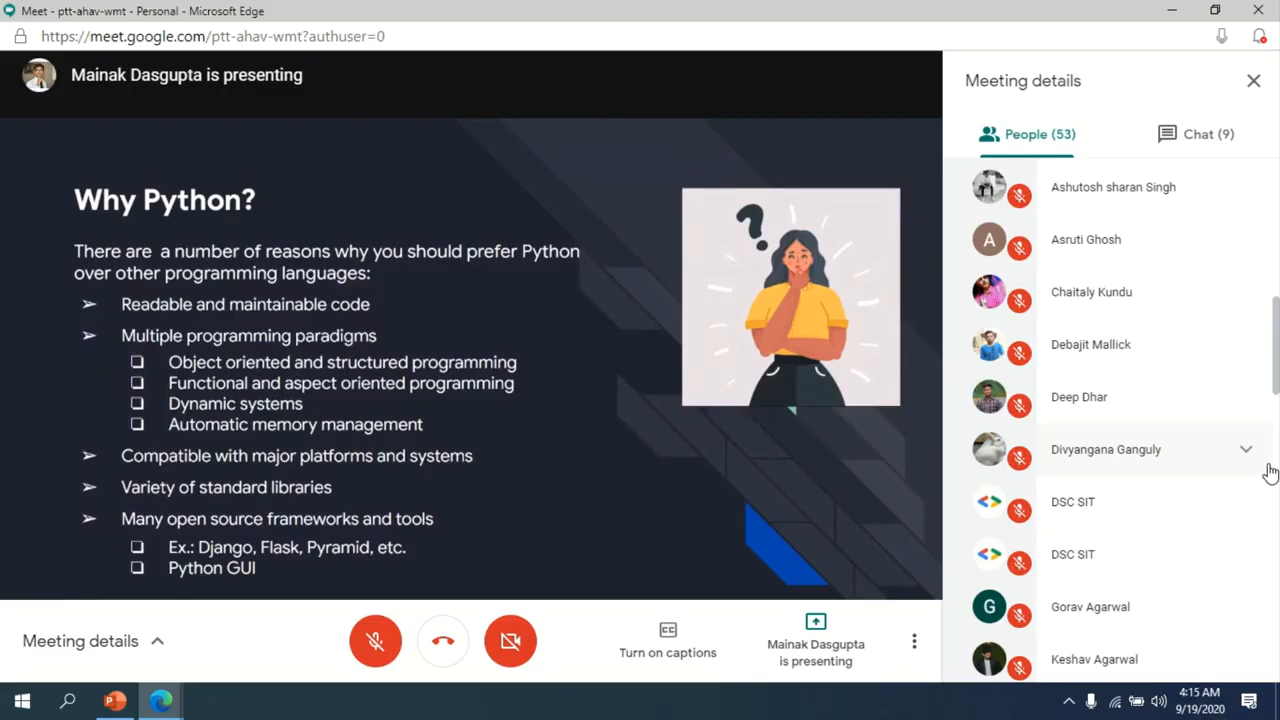 Meet - ptt-ahav-wmt - Personal - Microsoft Edge
https://meet.google.com/ptt-ahav-wmt?authuser=0
Mainak Dasgupta is presenting
Why Python?
There are a number of reasons why you should prefer Python
over other programming languages:
➢ Readable and maintainable code
➢ Multiple programming paradigms
❑ Object oriented and structured programming
❑ Functional and aspect oriented programming
❑ Dynamic systems
❑ Automatic memory management
➢ Compatible with major platforms and systems
➢ Variety of standard libraries
➢ Many open source frameworks and tools
❑ Ex.: Django, Flask, Pyramid, etc.
❑ Python GUI
?
Meeting details
People (53)
Chat (9)
Ashutosh sharan Singh
A
Asruti Ghosh
Chaitaly Kundu
Debajit Mallick
Deep Dhar
Divyangana Ganguly
DSC SIT
DSC SIT
G
Gorav Agarwal
Keshav Agarwal
Meeting details
CC
Turn on captions
Mainak Dasgupta
is presenting
P
4:15 AM
9/19/2020